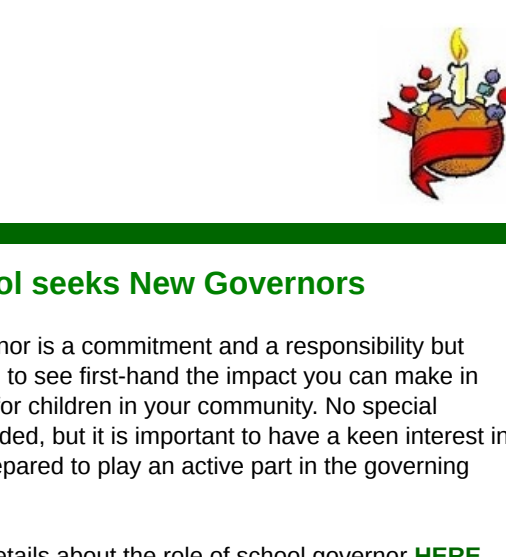 ol seeks New Governors
nor is a commitment and a responsibility but
to see first-hand the impact you can make in
for children in your community. No special
ded, but it is important to have a keen interest in
epared to play an active part in the governing
etails about the role of school governor HERE